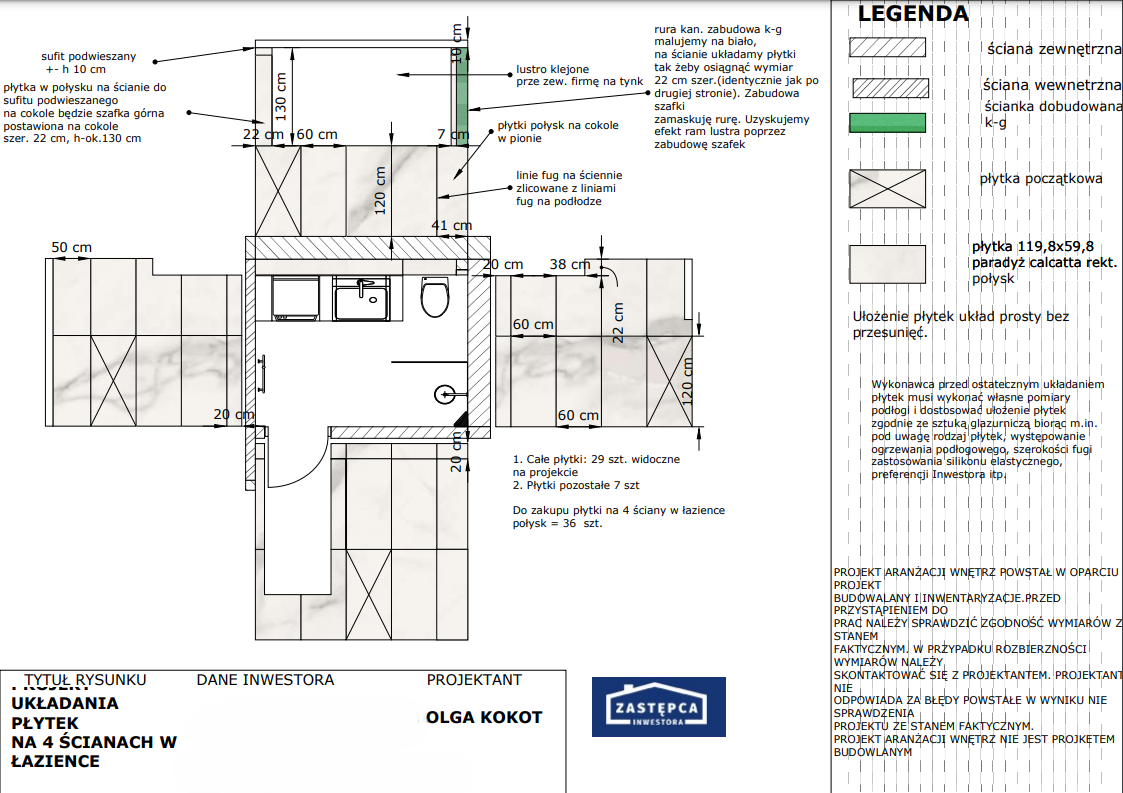 LEGENDA
ściana zewnętrzna
ściana wewnetrzna
ścianka dobudowana
k-g
płytka początkowa
płytka 119,8x59,8
paradyż calcatta rekt.
połysk
Ułożenie płytek układ prosty bez
przesunięć.
Wykonawca przed ostatecznym układaniem
płytek musi wykonać własne pomiary
podłogi i dostosować ułożenie płytek
zgodnie ze sztuką glazurniczą biorąc m.in.
pod uwagę rodzaj płytek, występowanie
ogrzewania podłogowego, szerokości fugi
zastosowania silikonu elastycznego,
preferencji Inwestora itp.
PROJEKT ARANŻACJI WNĘTRZ POWSTAŁ W OPARCIU
PROJEKT
BUDOWALANY I INWENTARYZACJE.PRZED
PRZYSTĄPIENIEM DO
PRAC NALEŻY SPRAWDZIĆ ZGODNOŚĆ WYMIARÓW Z
STANEM
FAKTYCZNYM. W PRZYPADKU ROZBIERZNOŚCI
WYMIARÓW NALEŻY
SKONTAKTOWAĆ SIĘ Z PROJEKTANTEM. PROJEKTANT
NIE
ODPOWIADA ZA BŁĘDY POWSTAŁE W WYNIKU NIE
SPRAWDZENIA
PROJEKTU ZE STANEM FAKTYCZNYM.
PROJEKT ARANŻACJI WNĘTRZ NIE JEST PROJKETEM
BUDOWLANYM
sufit podwieszany
+- h 10 cm
płytka w połysku na ścianie do
sufitu podwieszanego
na cokole będzie szafka górna
postawiona na cokole
szer. 22 cm, h-ok.130 cm
lustro klejone
prze zew. firmę na tynk
rura kan. zabudowa k-g
malujemy na biało,
na ścianie układamy płytki
tak żeby osiągnąć wymiar
22 cm szer.(identycznie jak po
drugiej stronie). Zabudowa
szafki
zamaskuję rurę. Uzyskujemy
efekt ram lustra poprzez
zabudowę szafek
płytki połysk na cokole
w pionie
linie fug na ściennie
zlicowane z liniami
fug na podłodze
10 cm
130 cm
22 cm
60 cm
7 cm
120 cm
41 cm
50 cm
20 cm
20 cm
38 cm
60 cm
22 cm
120 cm
60 cm
20 cm
1. Całe płytki: 29 szt. widoczne
na projekcie
2. Płytki pozostałe 7 szt
Do zakupu płytki na 4 ściany w łazience
połysk = 36 szt.
TYTUŁ RYSUNKU
DANE INWESTORA
PROJEKTANT
PROJEKT
UKŁADANIA
PŁYTEK
NA 4 ŚCIANACH W
ŁAZIENCE
OLGA KOKOT
ZASTĘPCA
INWESTORA